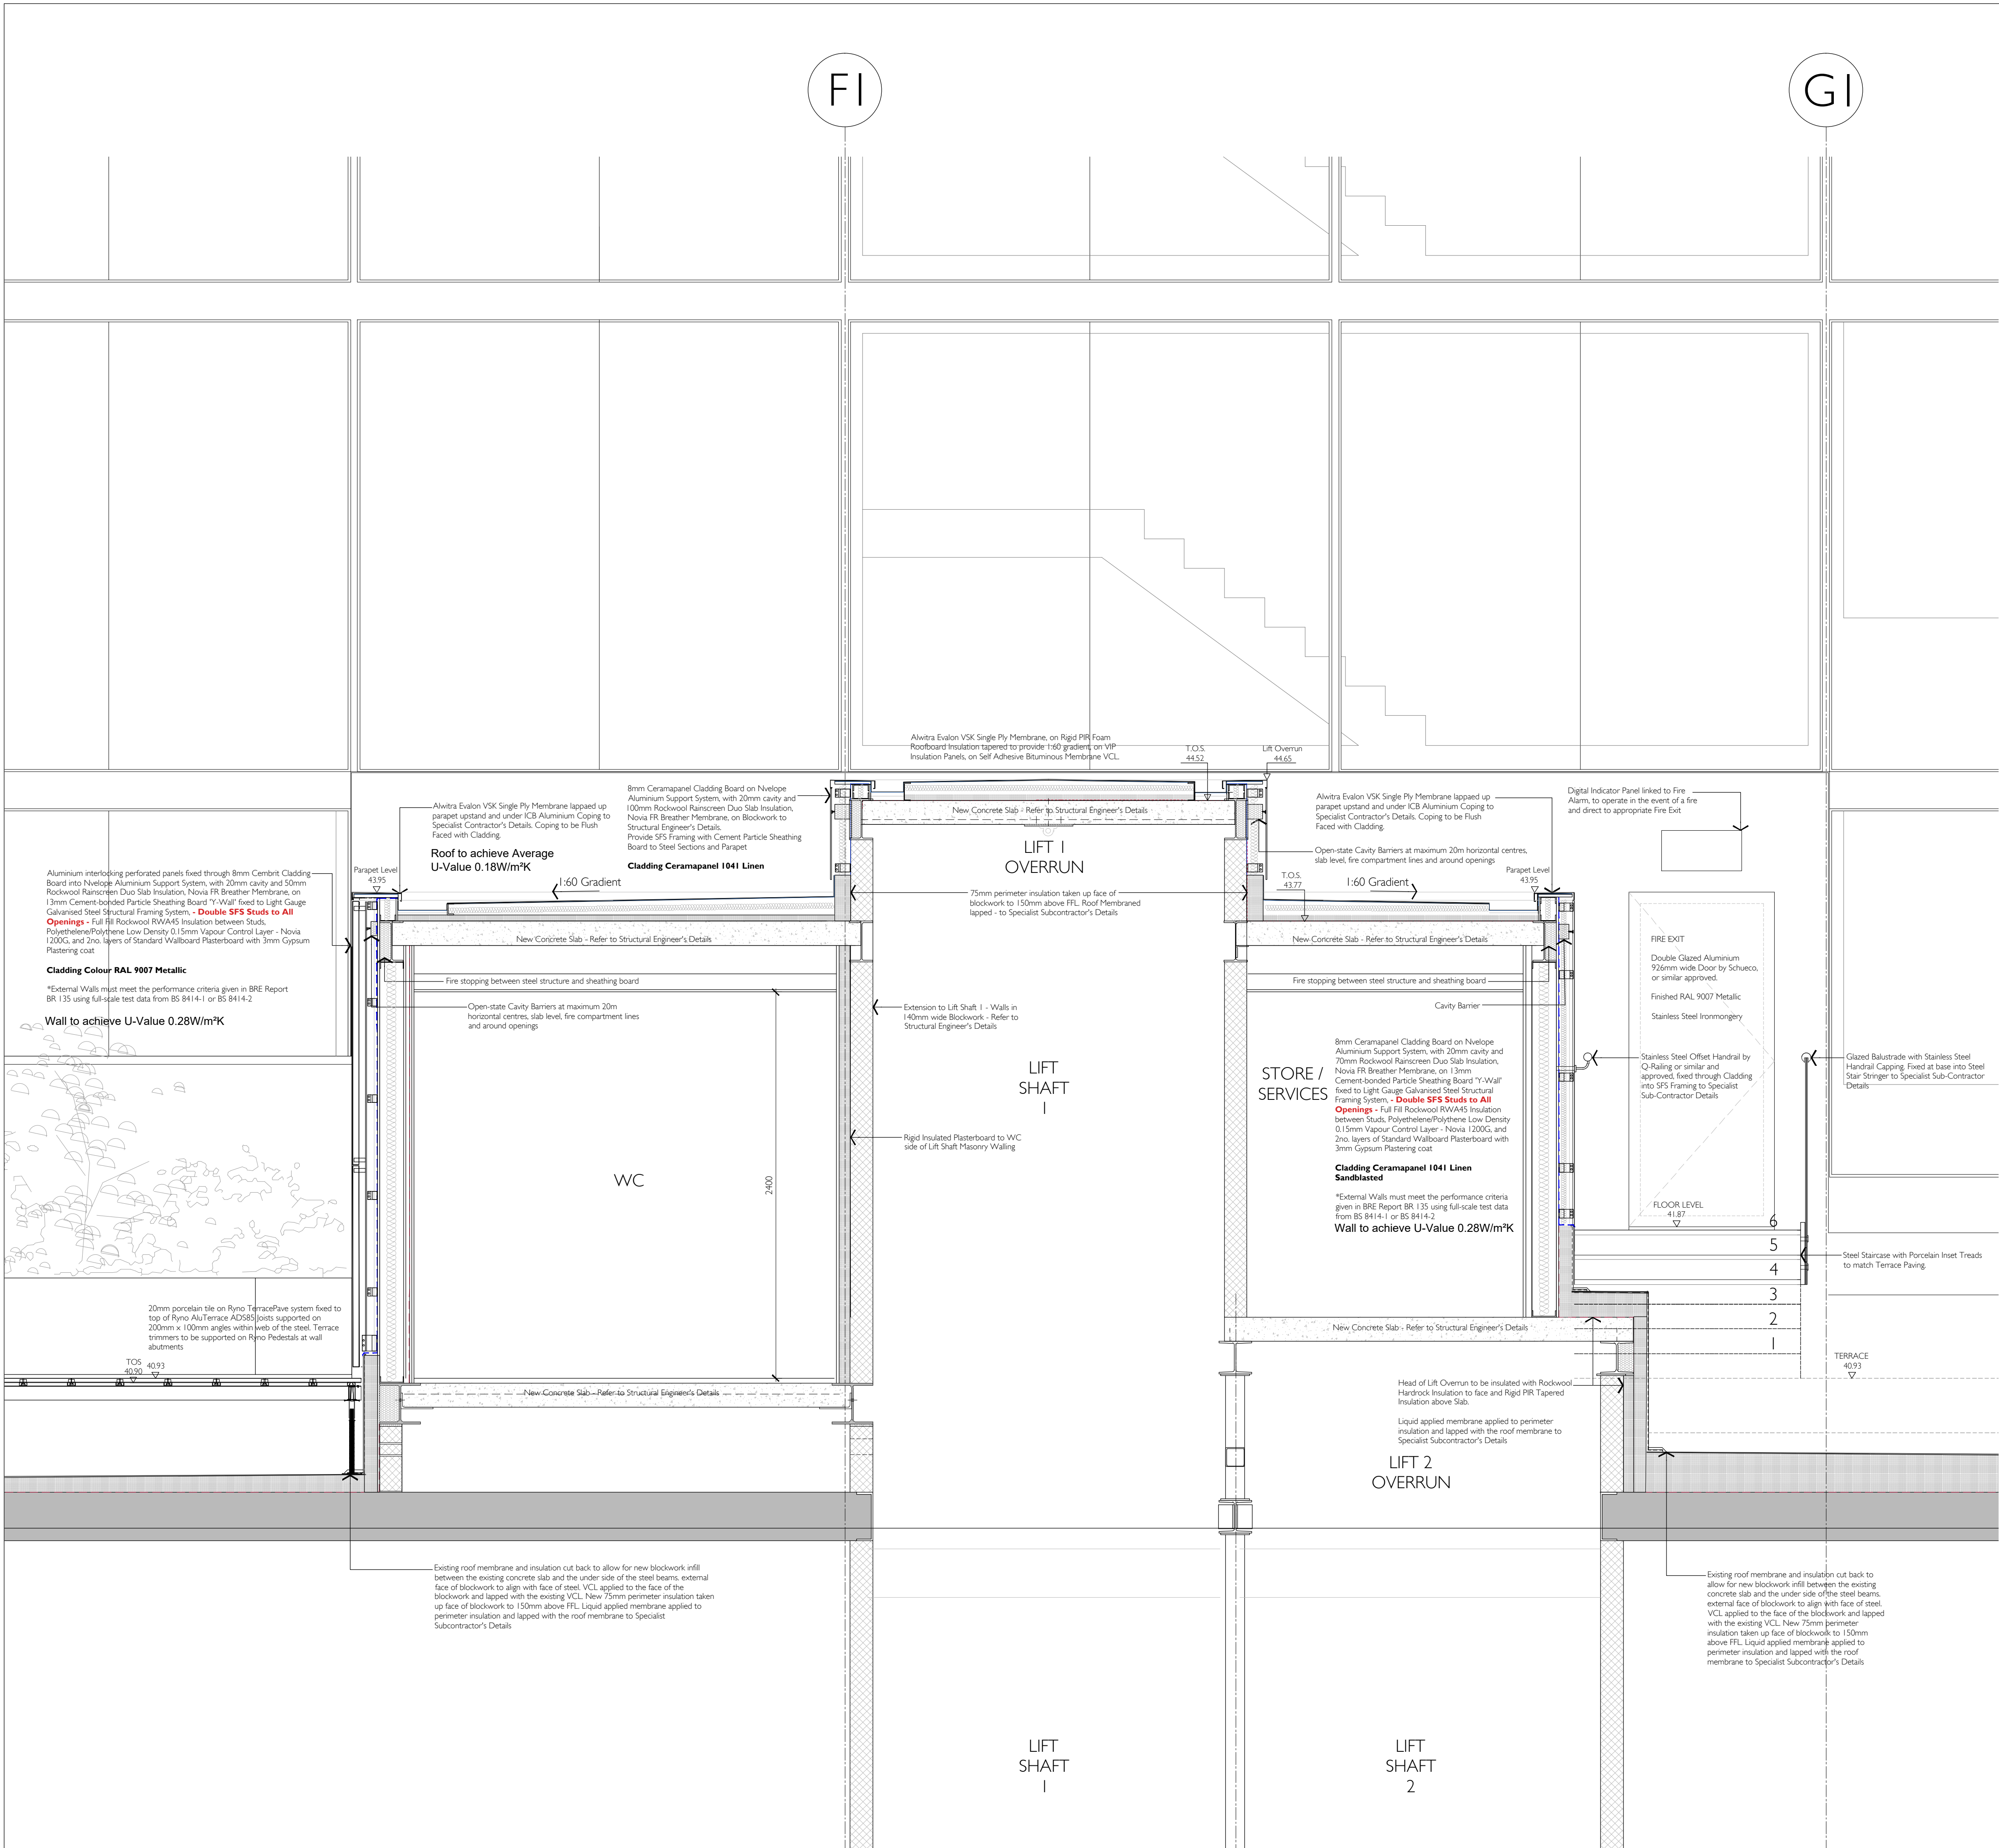 F1
G1
Alwitra Evalon VSK Single Ply Membrane, on Rigid PIR Foam
Roofboard Insulation tapered to provide 1:60 gradient, on VIP
Insulation Panels, on Self Adhesive Bituminous Membrane VCL,
T.O.S.
44.52
Lift Overrun
44.65
8mm Ceramapanel Cladding Board on Nvelope
Aluminium Support System, with 20mm cavity and
100mm Rockwool Rainscreen Duo Slab Insulation,
Novia FR Breather Membrane, on Blockwork to
Structural Engineer's Details.
Provide SFS Framing with Cement Particle Sheathing
Board to Steel Sections and Parapet
Cladding Ceramapanel 1041 Linen
Alwitra Evalon VSK Single Ply Membrane lappaed up
parapet upstand and under ICB Aluminium Coping to
Specialist Contractor's Details. Coping to be Flush
Faced with Cladding.
Roof to achieve Average
U-Value 0.18W/m²K
Parapet Level
43.95
1:60 Gradient
New Concrete Slab - Refer to Structural Engineer's Details
LIFT 1
OVERRUN
75mm perimeter insulation taken up face of
blockwork to 150mm above FFL. Roof Membraned
lapped - to Specialist Subcontractor's Details
Alwitra Evalon VSK Single Ply Membrane lappaed up
parapet upstand and under ICB Aluminium Coping to
Specialist Contractor's Details. Coping to be Flush
Faced with Cladding.
Open-state Cavity Barriers at maximum 20m horizontal centres,
slab level, fire compartment lines and around openings
T.O.S.
43.77
1:60 Gradient
Parapet Level
43.95
Digital Indicator Panel linked to Fire
Alarm, to operate in the event of a fire
and direct to appropriate Fire Exit
Aluminium interlocking perforated panels fixed through 8mm Cembrit Cladding
Board into Nvelope Aluminium Support System, with 20mm cavity and 50mm
Rockwool Rainscreen Duo Slab Insulation, Novia FR Breather Membrane, on
13mm Cement-bonded Particle Sheathing Board 'Y-Wall' fixed to Light Gauge
Galvanised Steel Structural Framing System, - Double SFS Studs to All
Openings - Full Fill Rockwool RWA45 Insulation between Studs,
Polyethelene/Polythene Low Density 0.15mm Vapour Control Layer - Novia
1200G, and 2no. layers of Standard Wallboard Plasterboard with 3mm Gypsum
Plastering coat
Cladding Colour RAL 9007 Metallic
*External Walls must meet the performance criteria given in BRE Report
BR 135 using full-scale test data from BS 8414-1 or BS 8414-2
Wall to achieve U-Value 0.28W/m²K
New Concrete Slab - Refer to Structural Engineer's Details
Fire stopping between steel structure and sheathing board
Open-state Cavity Barriers at maximum 20m
horizontal centres, slab level, fire compartment lines
and around openings
Extension to Lift Shaft 1 - Walls in
140mm wide Blockwork - Refer to
Structural Engineer's Details
LIFT
SHAFT
1
Rigid Insulated Plasterboard to WC
side of Lift Shaft Masonry Walling
WC
2400
New Concrete Slab - Refer to Structural Engineer's Details
Fire stopping between steel structure and sheathing board
Cavity Barrier
STORE /
SERVICES
8mm Ceramapanel Cladding Board on Nvelope
Aluminium Support System, with 20mm cavity and
70mm Rockwool Rainscreen Duo Slab Insulation,
Novia FR Breather Membrane, on 13mm
Cement-bonded Particle Sheathing Board 'Y-Wall'
fixed to Light Gauge Galvanised Steel Structural
Framing System, - Double SFS Studs to All
Openings - Full Fill Rockwool RWA45 Insulation
between Studs, Polyethelene/Polythene Low Density
0.15mm Vapour Control Layer - Novia 1200G, and
2no. layers of Standard Wallboard Plasterboard with
3mm Gypsum Plastering coat
Cladding Ceramapanel 1041 Linen
Sandblasted
*External Walls must meet the performance criteria
given in BRE Report BR 135 using full-scale test data
from BS 8414-1 or BS 8414-2
Wall to achieve U-Value 0.28W/m²K
FIRE EXIT
Double Glazed Aluminium
926mm wide Door by Schueco,
or similar approved.
Finished RAL 9007 Metallic
Stainless Steel Ironmongery
Stainless Steel Offset Handrail by
Q-Railing or similar and
approved, fixed through Cladding
into SFS Framing to Specialist
Sub-Contractor Details
Glazed Balustrade with Stainless Steel
Handrail Capping. Fixed at base into Steel
Stair Stringer to Specialist Sub-Contractor
Details
FLOOR LEVEL
41.87
6
5
4
3
2
1
Steel Staircase with Porcelain Inset Treads
to match Terrace Paving.
TERRACE
40.93
20mm porcelain tile on Ryno TerracePave system fixed to
top of Ryno AluTerrace ADS85 Joists supported on
200mm x 100mm angles within web of the steel. Terrace
trimmers to be supported on Ryno Pedestals at wall
abutments
TOS
40.90
40.93
New Concrete Slab - Refer to Structural Engineer's Details
New Concrete Slab - Refer to Structural Engineer's Details
Head of Lift Overrun to be insulated with Rockwool
Hardrock Insulation to face and Rigid PIR Tapered
Insulation above Slab.
Liquid applied membrane applied to perimeter
insulation and lapped with the roof membrane to
Specialist Subcontractor's Details
LIFT 2
OVERRUN
Existing roof membrane and insulation cut back to allow for new blockwork infill
between the existing concrete slab and the under side of the steel beams. external
face of blockwork to align with face of steel. VCL applied to the face of the
blockwork and lapped with the existing VCL. New 75mm perimeter insulation taken
up face of blockwork to 150mm above FFL. Liquid applied membrane applied to
perimeter insulation and lapped with the roof membrane to Specialist
Subcontractor's Details
Existing roof membrane and insulation cut back to
allow for new blockwork infill between the existing
concrete slab and the under side of the steel beams.
external face of blockwork to align with face of steel.
VCL applied to the face of the blockwork and lapped
with the existing VCL. New 75mm perimeter
insulation taken up face of blockwork to 150mm
above FFL. Liquid applied membrane applied to
perimeter insulation and lapped with the roof
membrane to Specialist Subcontractor's Details
LIFT
SHAFT
1
LIFT
SHAFT
2